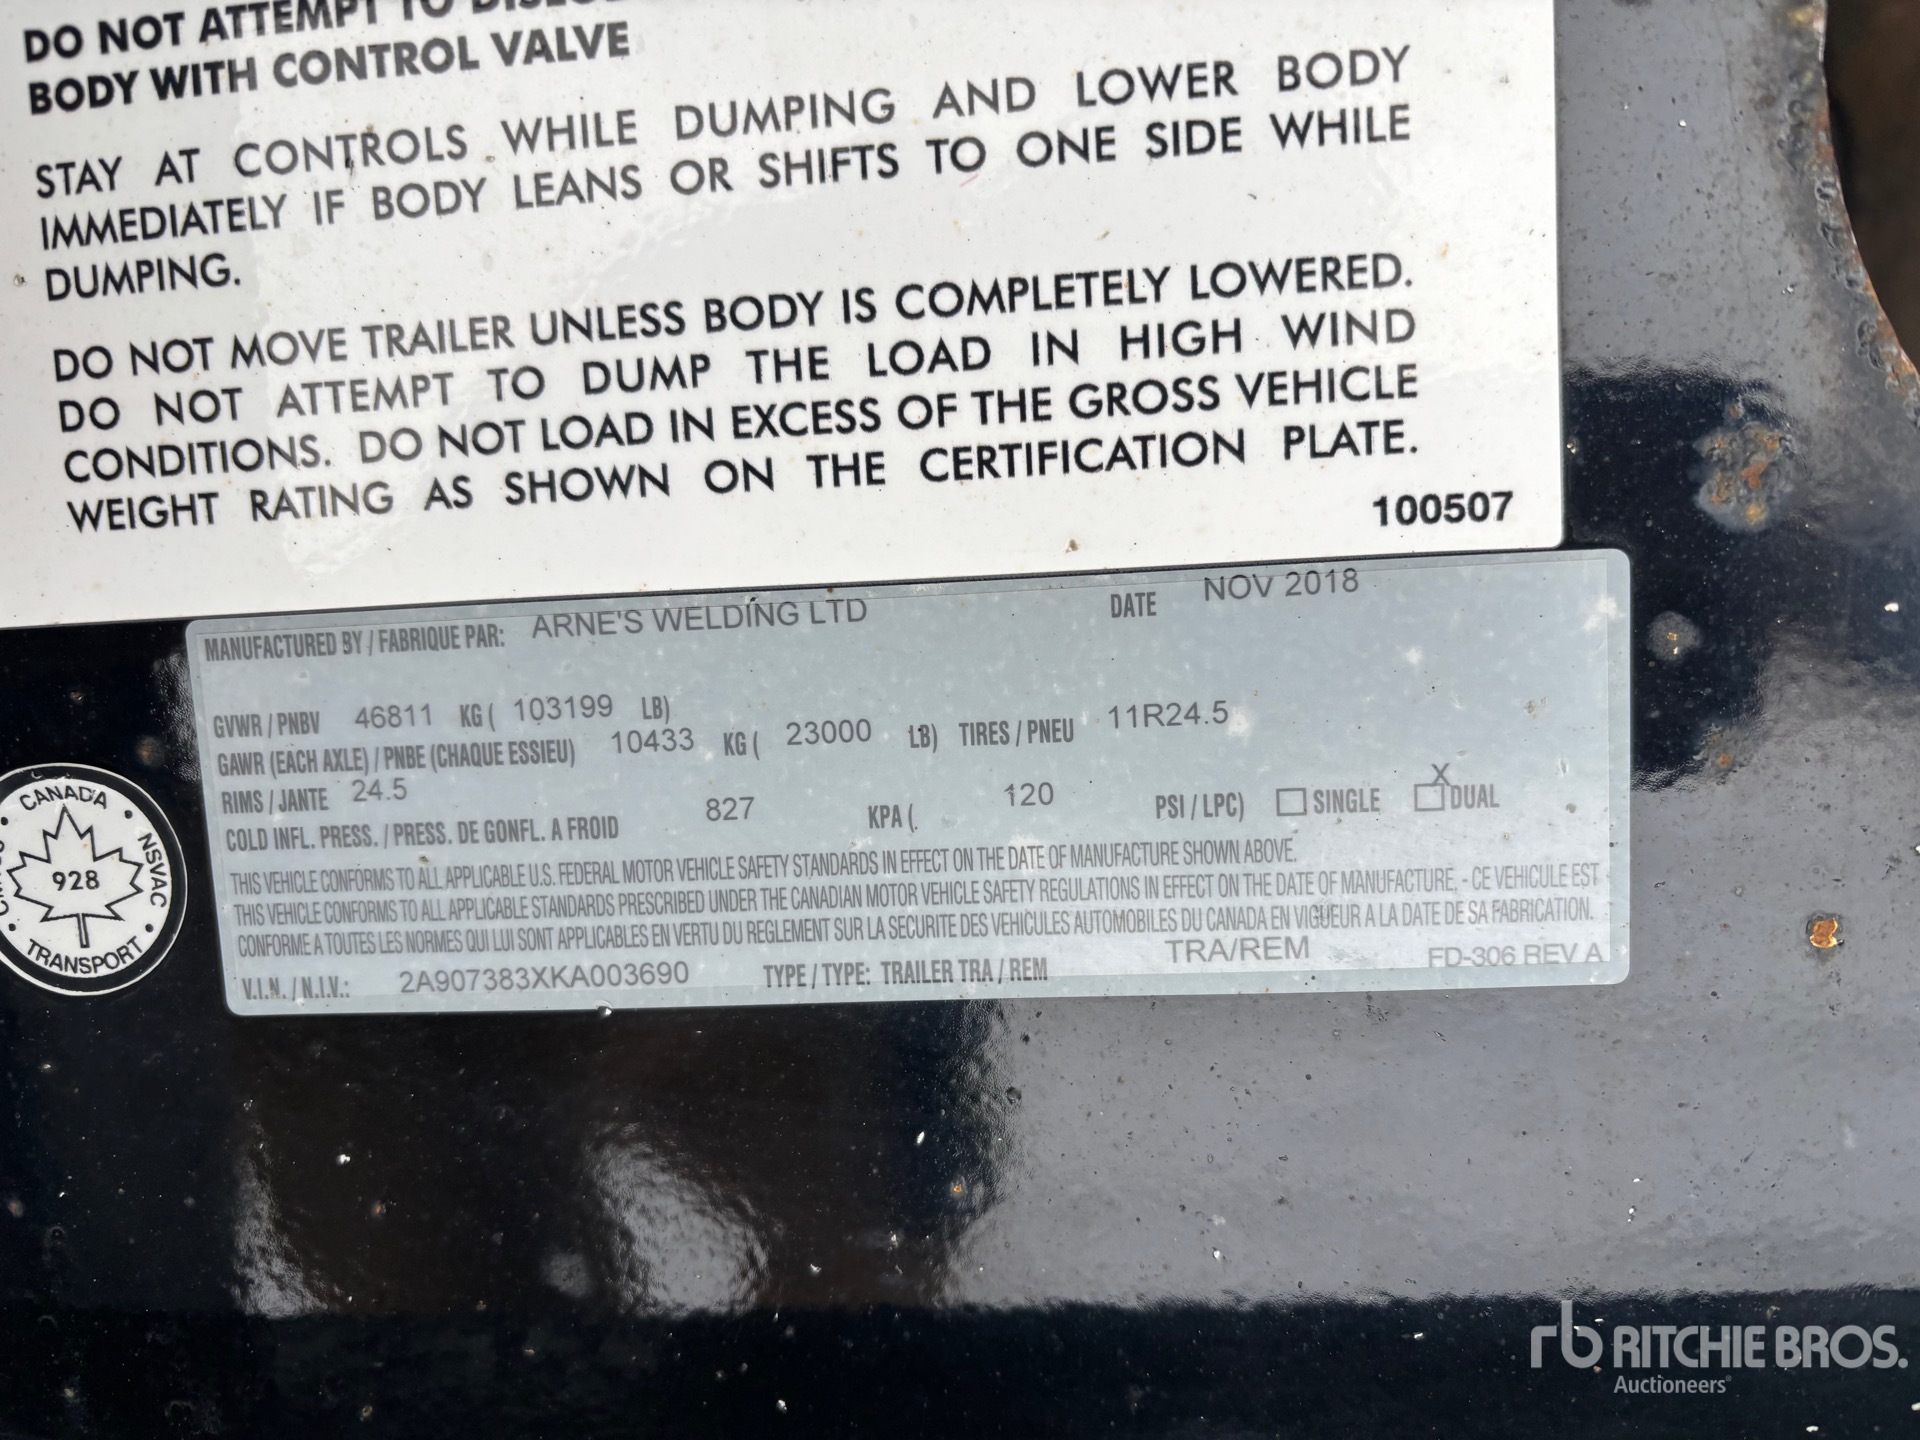 DO NOT ATTEMPT TO
BODY WITH CONTROL VALVE
STAY AT CONTROLS WHILE DUMPING AND LOWER BODY
IMMEDIATELY IF BODY LEANS OR SHIFTS TO ONE SIDE WHILE
DUMPING.
DO NOT MOVE TRAILER UNLESS BODY IS COMPLETELY LOWERED.
DO NOT ATTEMPT TO DUMP THE LOAD IN HIGH WIND
CONDITIONS. DO NOT LOAD IN EXCESS OF THE GROSS VEHICLE
WEIGHT RATING AS SHOWN ON THE CERTIFICATION PLATE.
100507
MANUFACTURED BY / FABRIQUE PAR: ARNE'S WELDING LTD DATE NOV 2018
GVWR / PNBV 46811 KG ( 103199 LB)
GAWR (EACH AXLE) / PNBE (CHAQUE ESSIEU) 10433 KG ( 23000 LB) TIRES / PNEU 11R24.5
RIMS / JANTE 24.5
COLD INFL. PRESS. / PRESS. DE GONFL. A FROID 827 KPA ( 120 PSI / LPC) SINGLE X DUAL
THIS VEHICLE CONFORMS TO ALL APPLICABLE U.S. FEDERAL MOTOR VEHICLE SAFETY STANDARDS IN EFFECT ON THE DATE OF MANUFACTURE SHOWN ABOVE.
THIS VEHICLE CONFORMS TO ALL APPLICABLE STANDARDS PRESCRIBED UNDER THE CANADIAN MOTOR VEHICLE SAFETY REGULATIONS IN EFFECT ON THE DATE OF MANUFACTURE. - CE VEHICULE EST
CONFORME A TOUTES LES NORMES QUI LUI SONT APPLICABLES EN VERTU DU REGLEMENT SUR LA SECURITE DES VEHICULES AUTOMOBILES DU CANADA EN VIGUEUR A LA DATE DE SA FABRICATION.
V.I.N. / N.I.V.: 2A907383XKA003690 TYPE / TYPE: TRAILER TRA / REM TRA/REM FD-306 REV A
CANADA
NSVAC
928
TRANSPORT
rb RITCHIE BROS.
Auctioneers